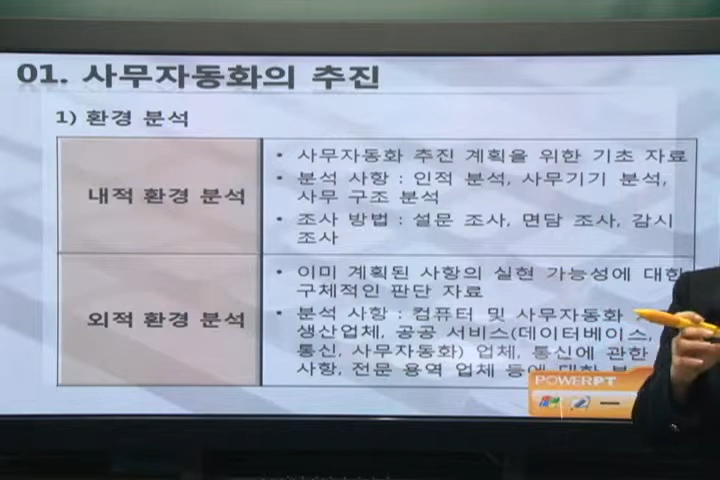 01. 사무자동화의 추진
1) 환경 분석
내적 환경 분석
• 사무자동화 추진 계획을 위한 기초 자료
• 분석 사항 : 인적 분석, 사무기기 분석,
사무 구조 분석
• 조사 방법 : 설문 조사, 면담 조사, 감시
조사
외적 환경 분석
• 이미 계획된 사항의 실현 가능성에 대한
구체적인 판단 자료
• 분석 사항 : 컴퓨터 및 사무자동화
생산업체, 공공 서비스(데이터베이스,
통신, 사무자동화) 업체, 통신에 관한
사항, 전문 용역 업체 등에 대한
POWERPT